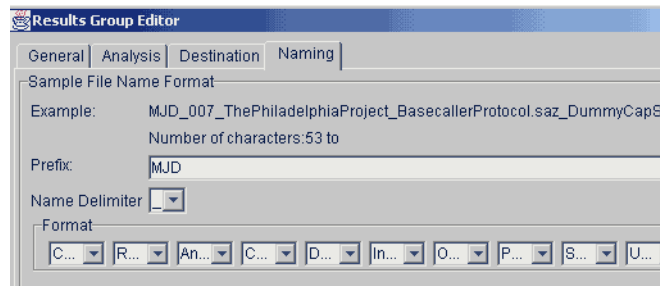 Results Group Editor
General Analysis Destination Naming
Sample File Name Format
Example: MJD_007_ThePhiladelphiaProject_BasecallerProtocol.saz_DummyCapS
Number of characters:53 to
Prefix: MJD
Name Delimiter _
Format
C... R... An... C... D... In... O... P... S... U...